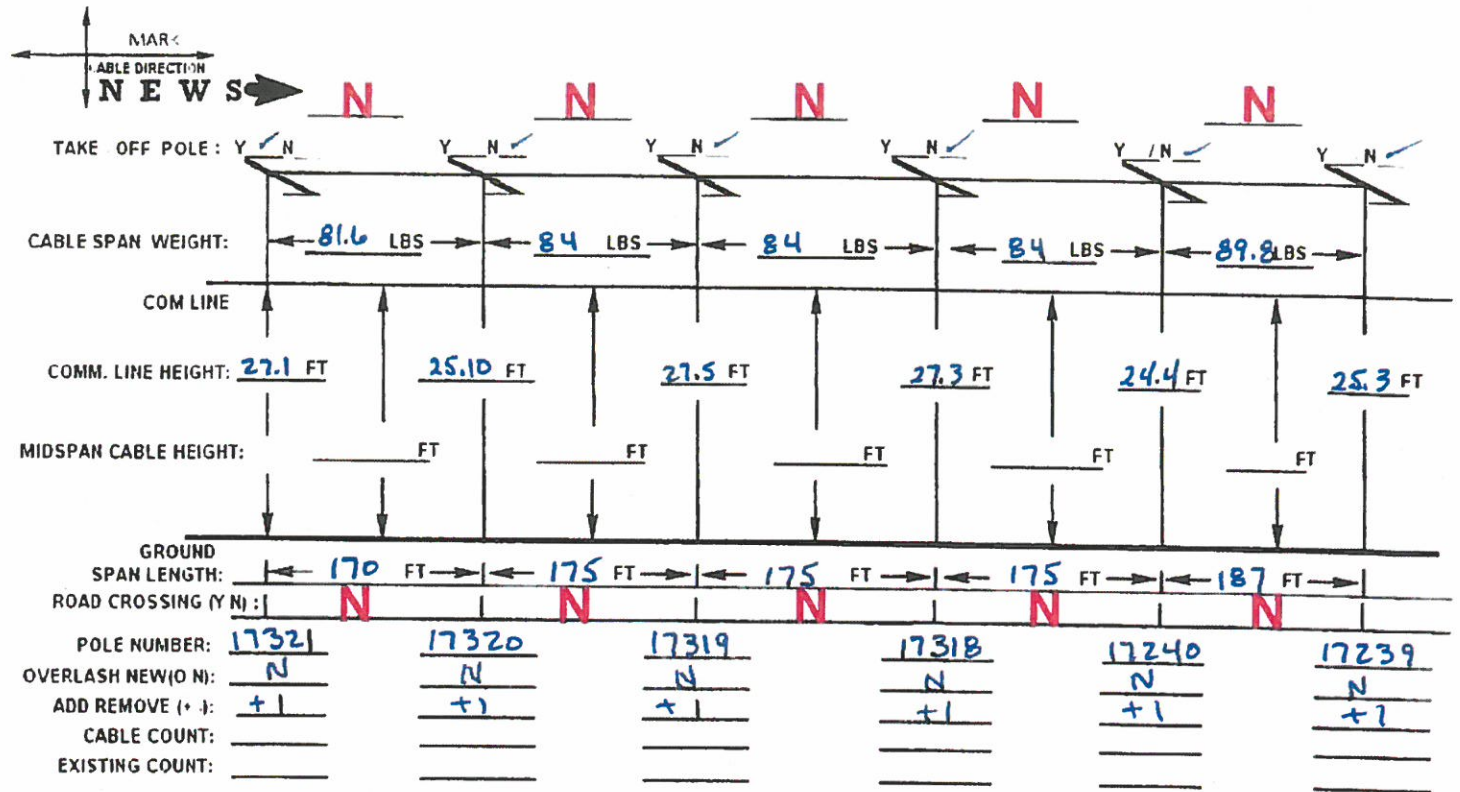 MARK
CABLE DIRECTION
N E W S N N N N N
TAKE OFF POLE: Y ✓ N Y N ✓ Y N ✓ Y N ✓ Y / N ✓ Y N ✓
CABLE SPAN WEIGHT: 81.6 LBS 84 LBS 84 LBS 84 LBS 89.8 LBS
COM LINE
COMM. LINE HEIGHT: 27.1 FT 25.10 FT 27.5 FT 27.3 FT 24.4 FT 25.3 FT
MIDSPAN CABLE HEIGHT: FT FT FT FT FT
GROUND
SPAN LENGTH: 170 FT 175 FT 175 FT 175 FT 187 FT
ROAD CROSSING (Y N) : N N N N N
POLE NUMBER: 17321 17320 17319 17318 17240 17239
OVERLASH NEW(O N): N N N N N N
ADD REMOVE (+ -): +1 +1 +1 +1 +1 +1
CABLE COUNT:
EXISTING COUNT: